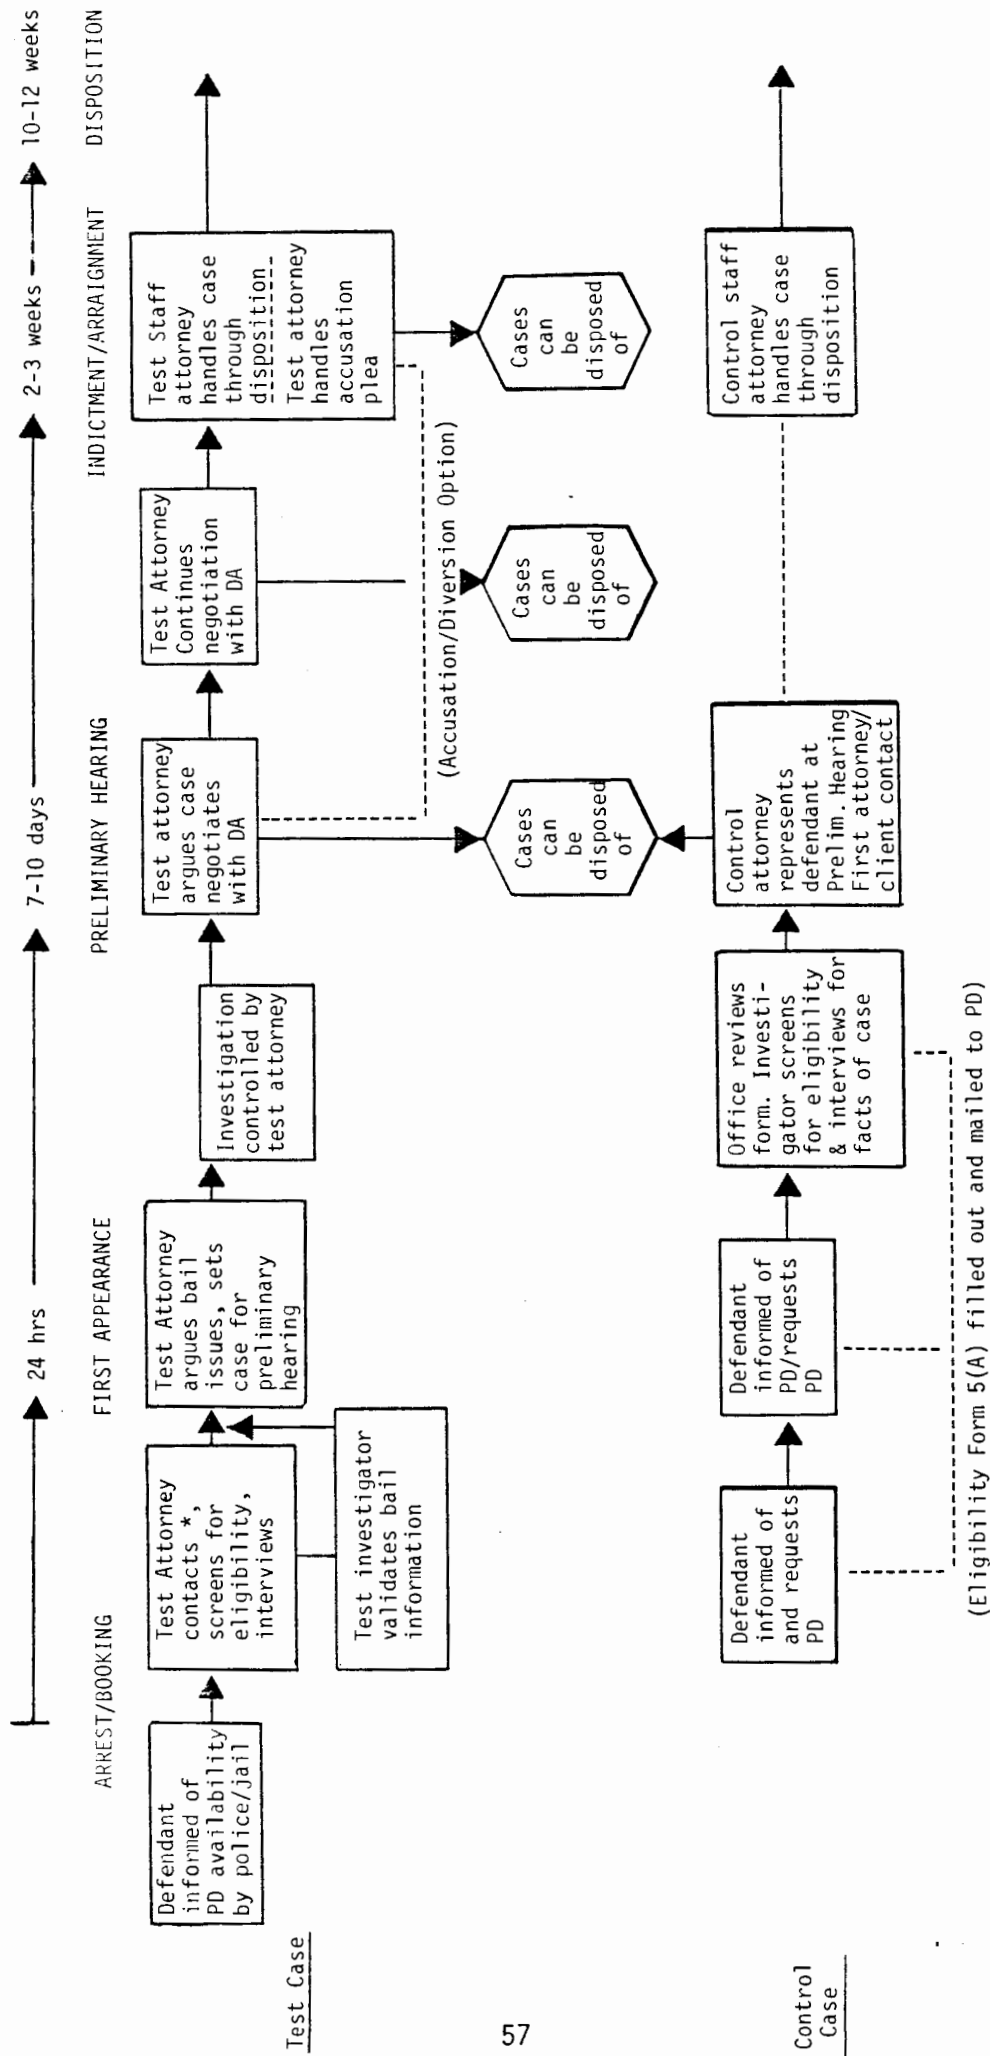 24 hrs
7-10 days
2-3 weeks
10-12 weeks
ARREST/BOOKING
FIRST APPEARANCE
PRELIMINARY HEARING
INDICTMENT/ARRAIGNMENT
DISPOSITION
Test Case
Defendant
informed of
PD availability
by police/jail
Test Attorney
contacts *,
screens for
eligibility,
interviews
Test investigator
validates bail
information
Test Attorney
argues bail
issues, sets
case for
preliminary
hearing
Investigation
controlled by
test attorney
Test attorney
argues case
negotiates
with DA
Test Attorney
Continues
negotiation
with DA
Test Staff
attorney
handles case
through
disposition
Test attorney
handles
accusation
plea
(Accusation/Diversion Option)
Cases
can
be
disposed
of
Cases
can
be
disposed
of
Cases
can
be
disposed
of
Control
Case
Defendant
informed of
and requests
PD
Defendant
informed of
PD/requests
PD
Office reviews
form. Investi-
gator screens
for eligibility
& interviews for
facts of case
Control
attorney
represents
defendant at
Prelim. Hearing
First attorney/
client contact
Control staff
attorney
handles case
through
disposition
(Eligibility Form 5(A) filled out and mailed to PD)
57